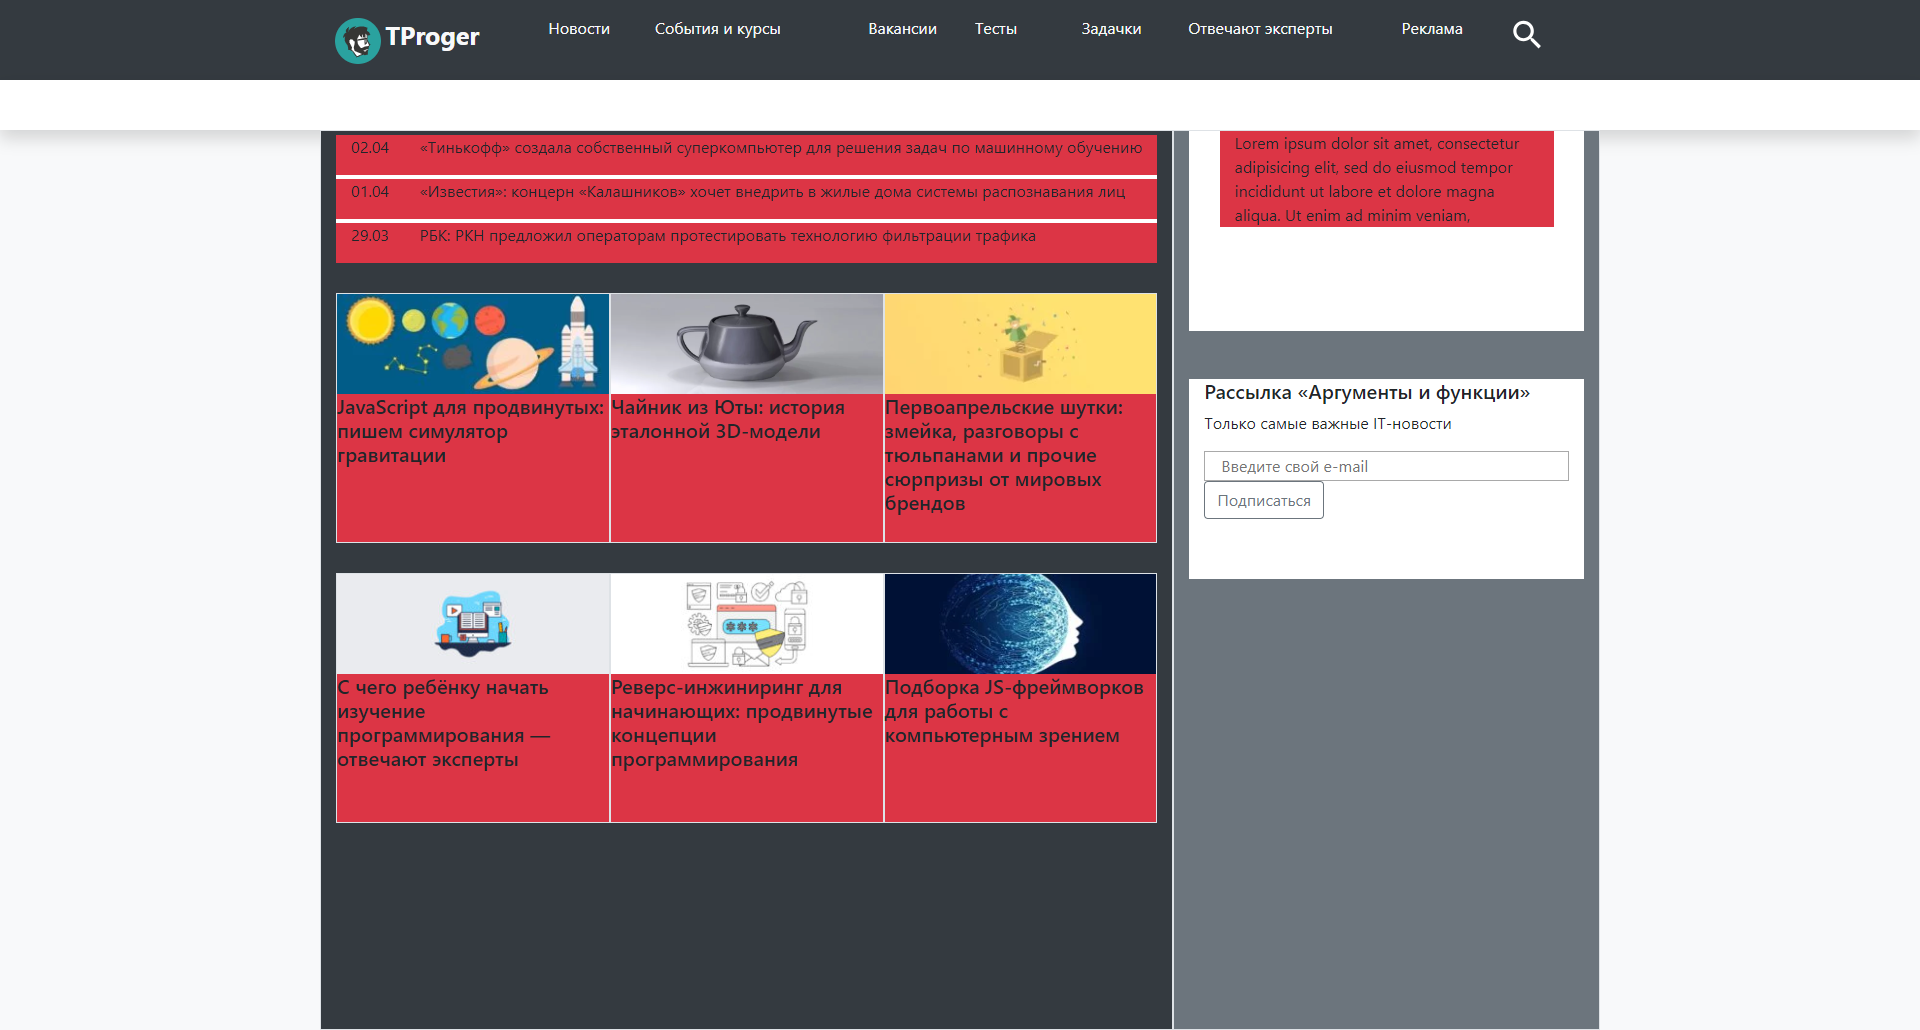 TProger
Новости События и курсы Вакансии Тесты Задачки Отвечают эксперты Реклама
02.04 «Тинькофф» создала собственный суперкомпьютер для решения задач по машинному обучению
01.04 «Известия»: концерн «Калашников» хочет внедрить в жилые дома системы распознавания лиц
29.03 РБК: РКН предложил операторам протестировать технологию фильтрации трафика
JavaScript для продвинутых:
пишем симулятор
гравитации
Чайник из Юты: история
эталонной 3D-модели
Первоапрельские шутки:
змейка, разговоры с
тюльпанами и прочие
сюрпризы от мировых
брендов
С чего ребёнку начать
изучение
программирования —
отвечают эксперты
Реверс-инжиниринг для
начинающих: продвинутые
концепции
программирования
Подборка JS-фреймворков
для работы с
компьютерным зрением
Lorem ipsum dolor sit amet, consectetur
adipisicing elit, sed do eiusmod tempor
incididunt ut labore et dolore magna
aliqua. Ut enim ad minim veniam,
Рассылка «Аргументы и функции»
Только самые важные IT-новости
Введите свой e-mail
Подписаться